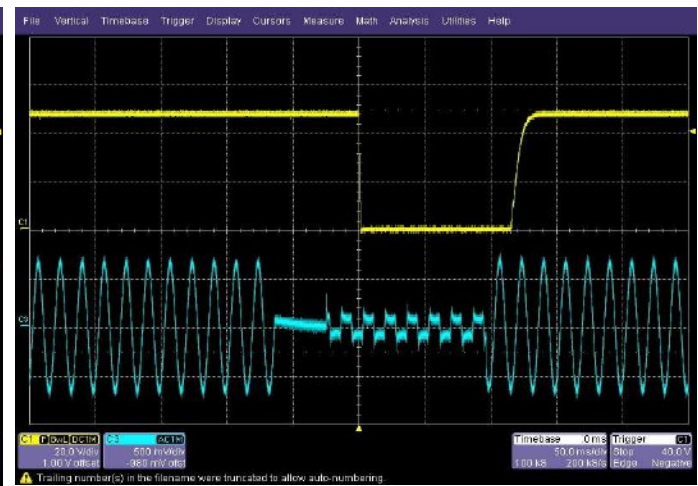 File Vertical Timebase Trigger Display Cursors Measure Math Analysis Utilities Help
C1
C3
C1 F BwL DC1M
20.0 V/div
1.00 V offset
C3 AC1M
500 mV/div
-980 mV ofst
Timebase .0 ms
50.0 ms/div
100 kS 200 kS/s
Trigger C1
Stop 40.0 V
Edge Negative
Trailing number(s) in the filename were truncated to allow auto-numbering.